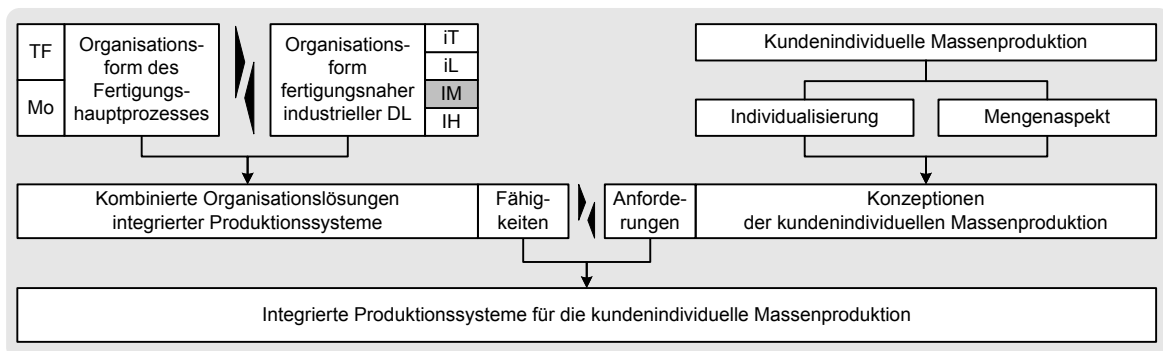 TF
Mo
Organisations-
form des
Fertigungs-
hauptprozesses
Organisations-
form
fertigungsnaher
industrieller DL
iT
iL
IM
IH
Kundenindividuelle Massenproduktion
Individualisierung
Mengenaspekt
Kombinierte Organisationslösungen
integrierter Produktionssysteme
Fähig-
keiten
Anforde-
rungen
Konzeptionen
der kundenindividuellen Massenproduktion
Integrierte Produktionssysteme für die kundenindividuelle Massenproduktion